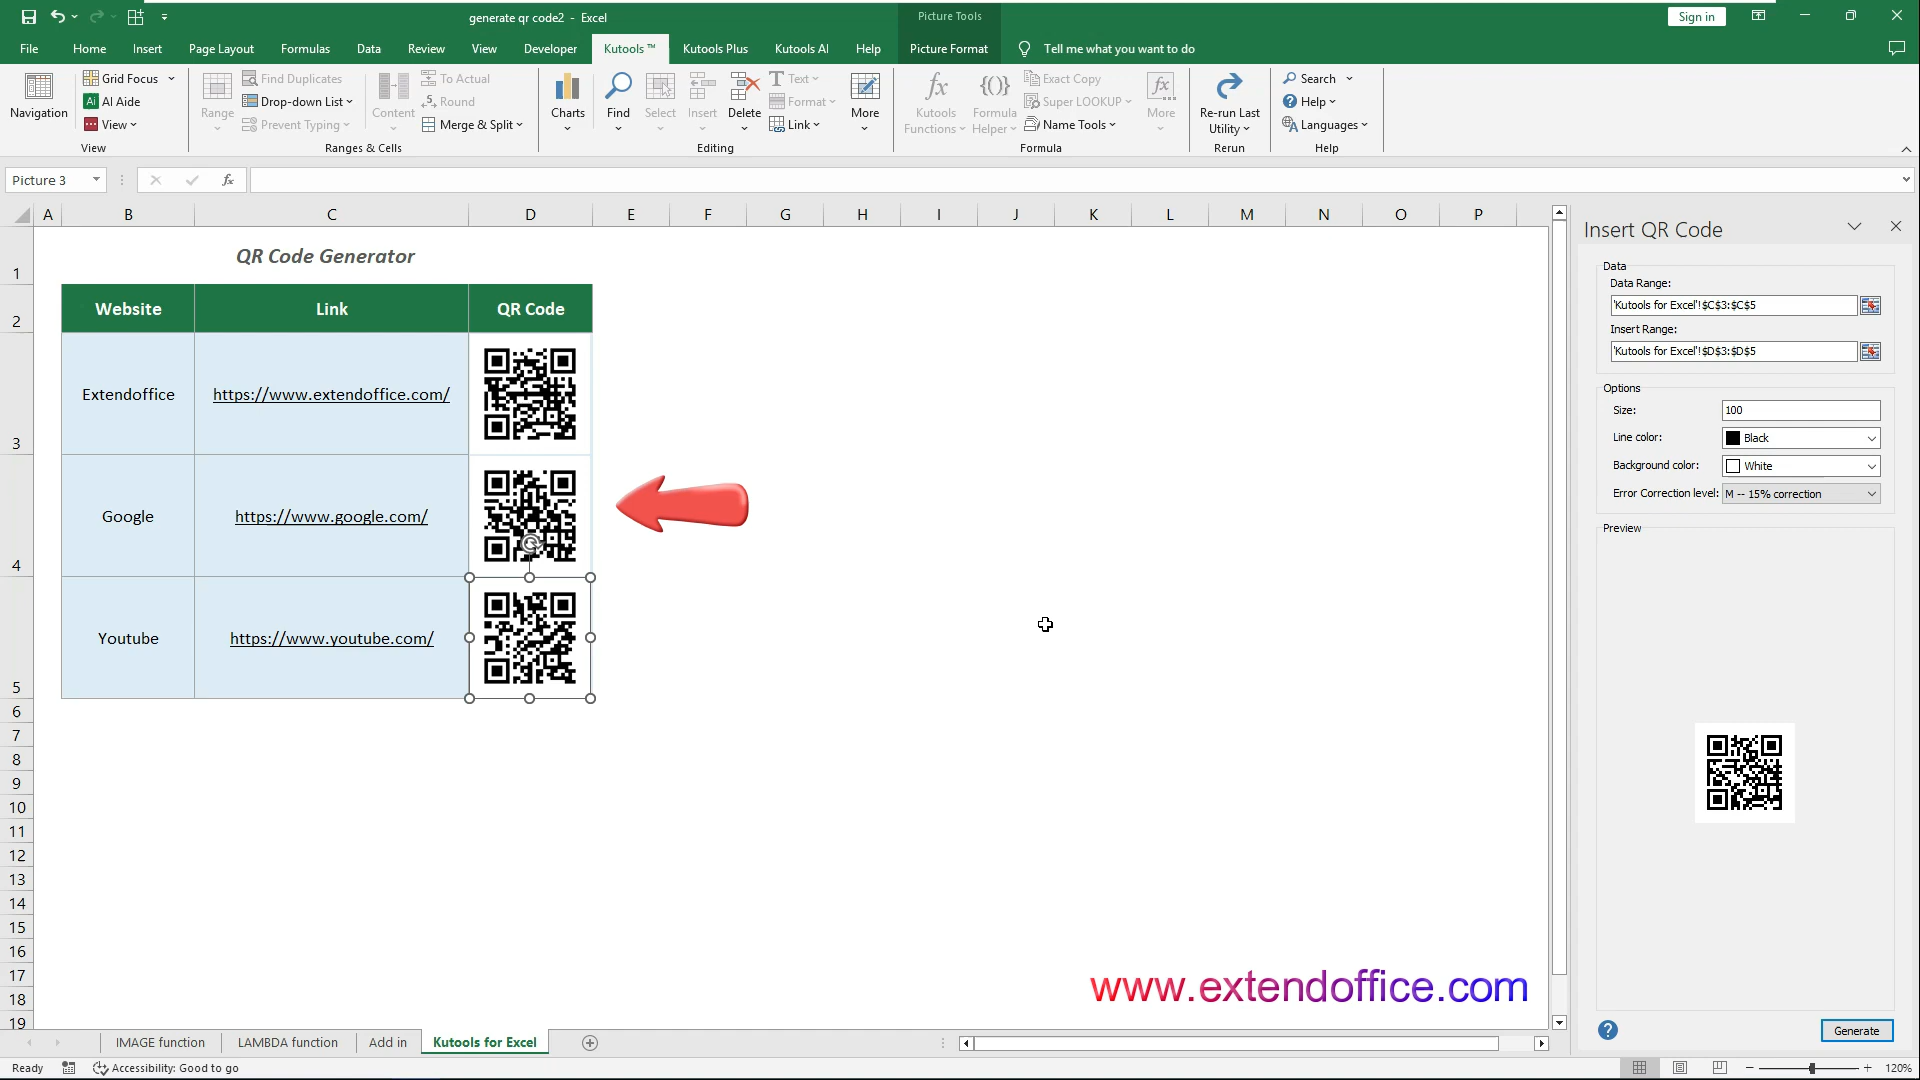 generate qr code2 - Excel
Picture Tools
Sign in
File
Home
Insert
Page Layout
Formulas
Data
Review
View
Developer
Kutools ™
Kutools Plus
Kutools AI
Help
Picture Format
Tell me what you want to do
Navigation
Grid Focus
AI Aide
View
View
Range
Find Duplicates
Drop-down List
Prevent Typing
Content
To Actual
Round
Merge & Split
Ranges & Cells
Charts
Find
Select
Insert
Delete
Text
Format
Link
More
Editing
Kutools Functions
Formula Helper
Exact Copy
Super LOOKUP
Name Tools
More
Formula
Re-run Last Utility
Rerun
Search
Help
Languages
Help
Picture 3
fx
A B C D E F G H I J K L M N O P
1
QR Code Generator
2
Website Link QR Code
3
Extendoffice https://www.extendoffice.com/
4
Google https://www.google.com/
5
Youtube https://www.youtube.com/
6
7
8
9
10
11
12
13
14
15
16
17
18
19
www.extendoffice.com
Insert QR Code
Data
Data Range:
'Kutools for Excel'!$C$3:$C$5
Insert Range:
'Kutools for Excel'!$D$3:$D$5
Options
Size: 100
Line color: Black
Background color: White
Error Correction level: M -- 15% correction
Preview
Generate
IMAGE function
LAMBDA function
Add in
Kutools for Excel
Ready
Accessibility: Good to go
120%